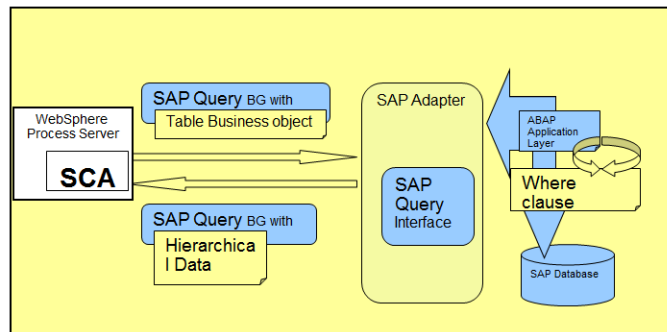 WebSphere
Process Server
SCA
SAP Query BG with
Table Business object
SAP Query BG with
Hierarchica
l Data
SAP Adapter
SAP
Query
Interface
ABAP
Application
Layer
Where
clause
SAP Database